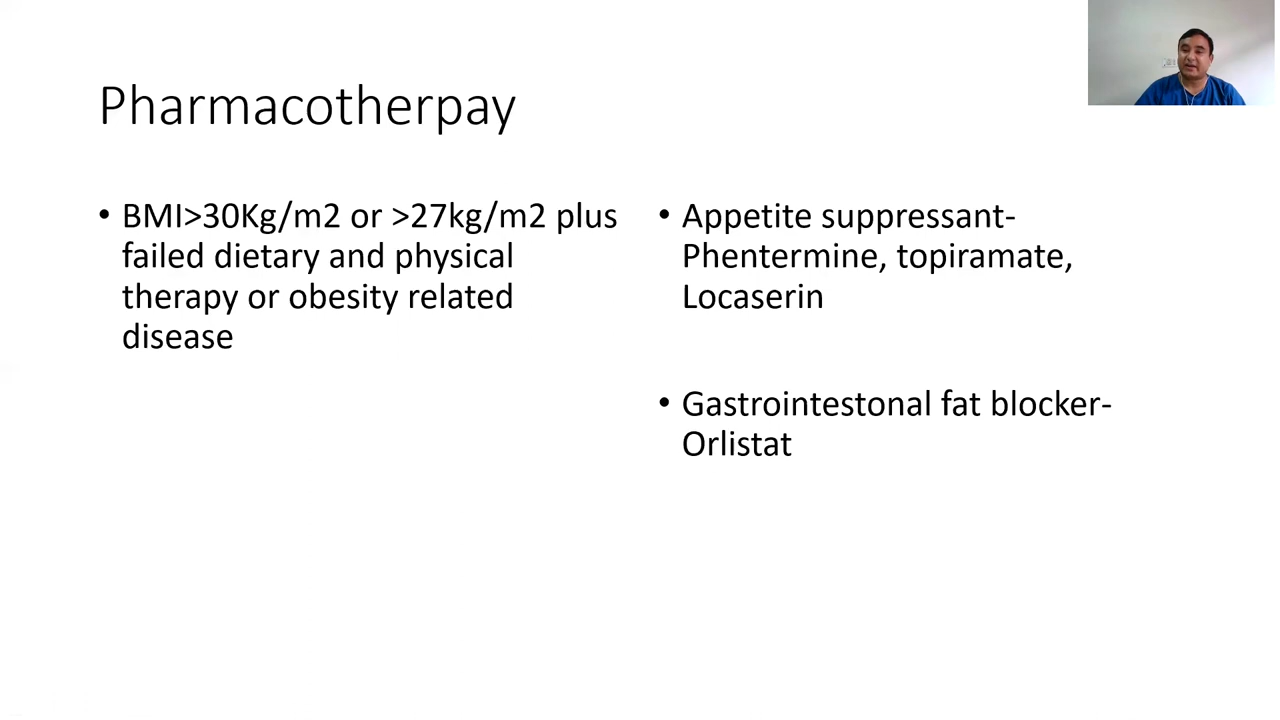 Pharmacotherpay
• BMI>30Kg/m2 or >27kg/m2 plus
failed dietary and physical
therapy or obesity related
disease
• Appetite suppressant-
Phentermine, topiramate,
Locaserin
• Gastrointestonal fat blocker-
Orlistat